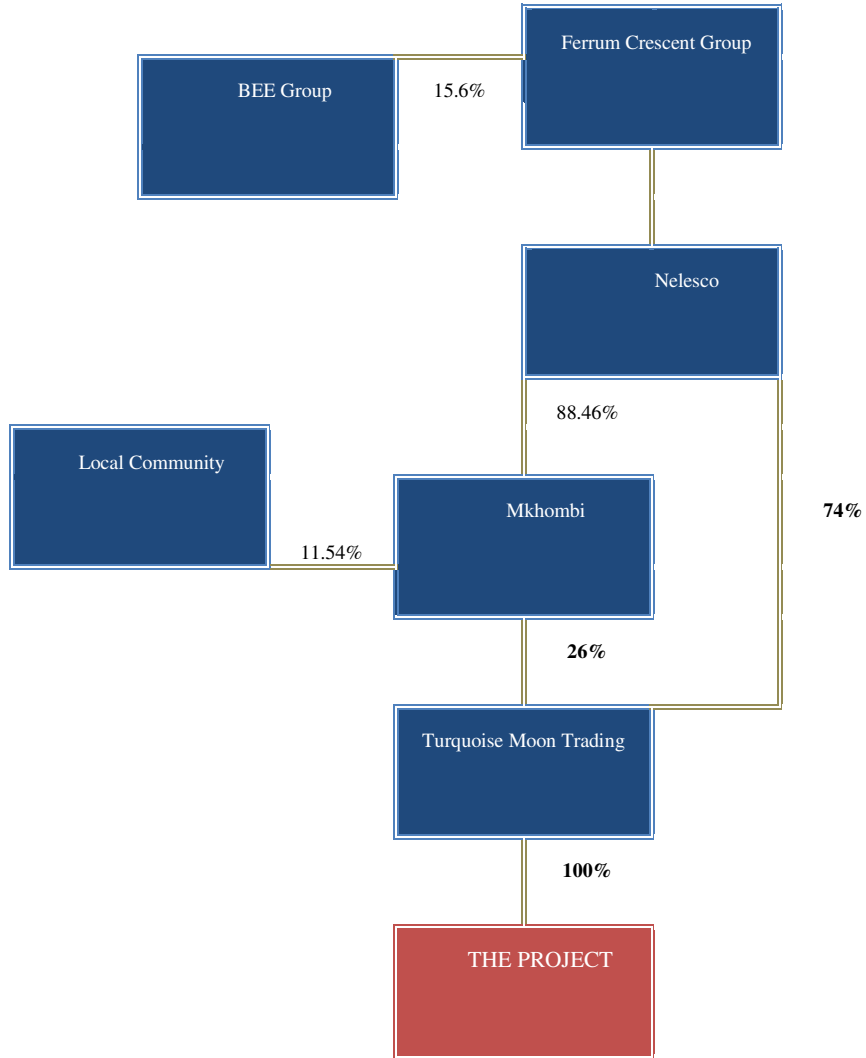 Ferrum Crescent Group
BEE Group
15.6%
Nelesco
88.46%
Local Community
Mkhombi
74%
11.54%
26%
Turquoise Moon Trading
100%
THE PROJECT